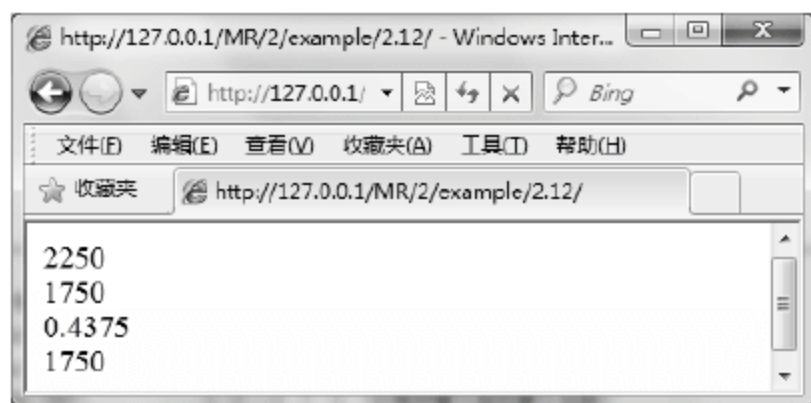 http://127.0.0.1/MR/2/example/2.12/ - Windows Inter...
http://127.0.0.1/
Bing
文件(F) 编辑(E) 查看(V) 收藏夹(A) 工具(T) 帮助(H)
收藏夹 http://127.0.0.1/MR/2/example/2.12/
2250
1750
0.4375
1750